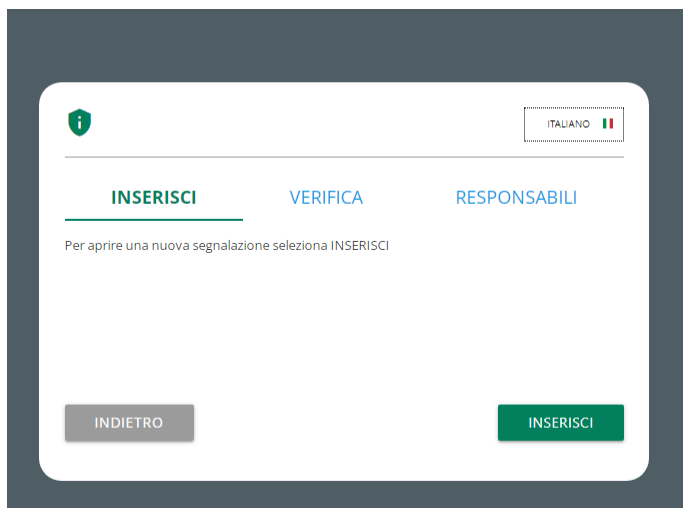 ITALIANO
INSERISCI VERIFICA RESPONSABILI
Per aprire una nuova segnalazione seleziona INSERISCI
INDIETRO INSERISCI